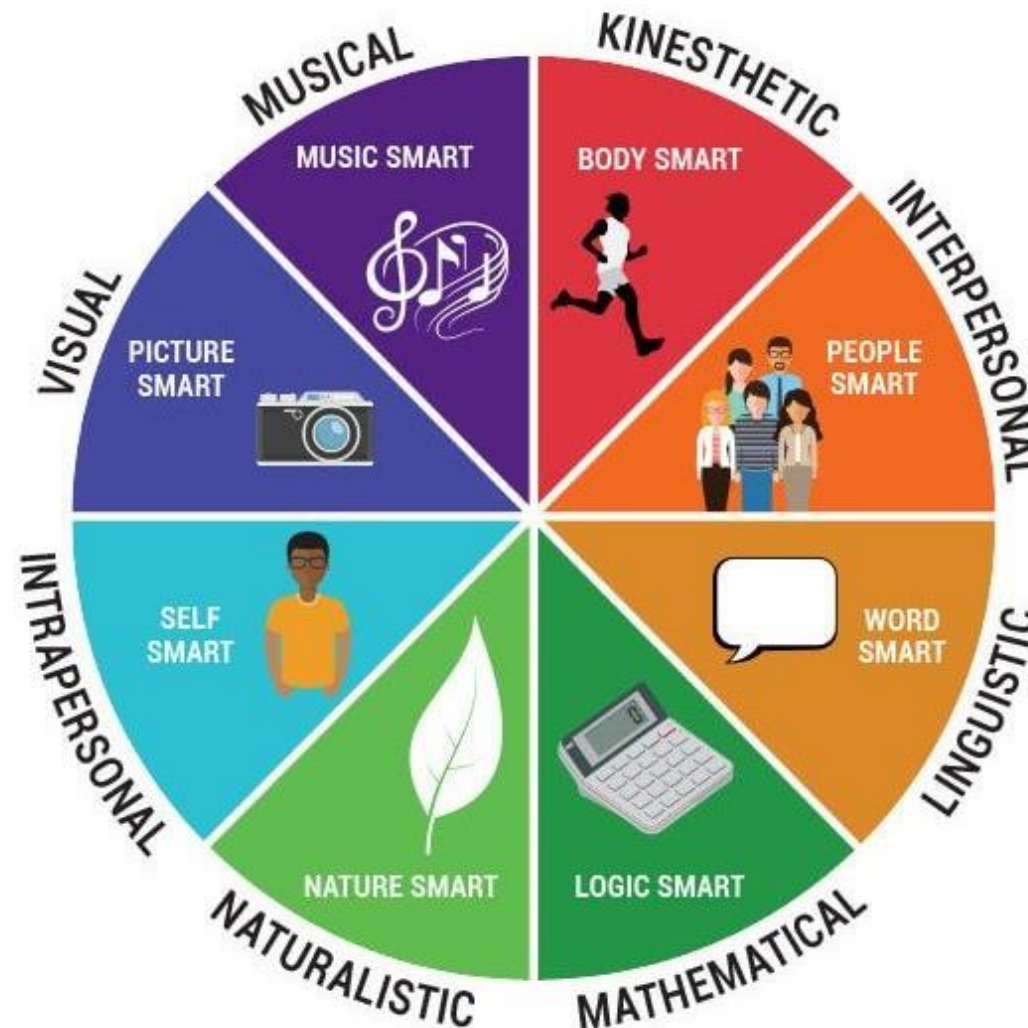 MUSICAL
KINESTHETIC
MUSIC SMART
BODY SMART
INTERPERSONAL
VISUAL
PICTURE
SMART
PEOPLE
SMART
INTRAPERSONAL
SELF
SMART
WORD
SMART
LINGUISTIC
0
NATURE SMART
LOGIC SMART
NATURALISTIC
MATHEMATICAL